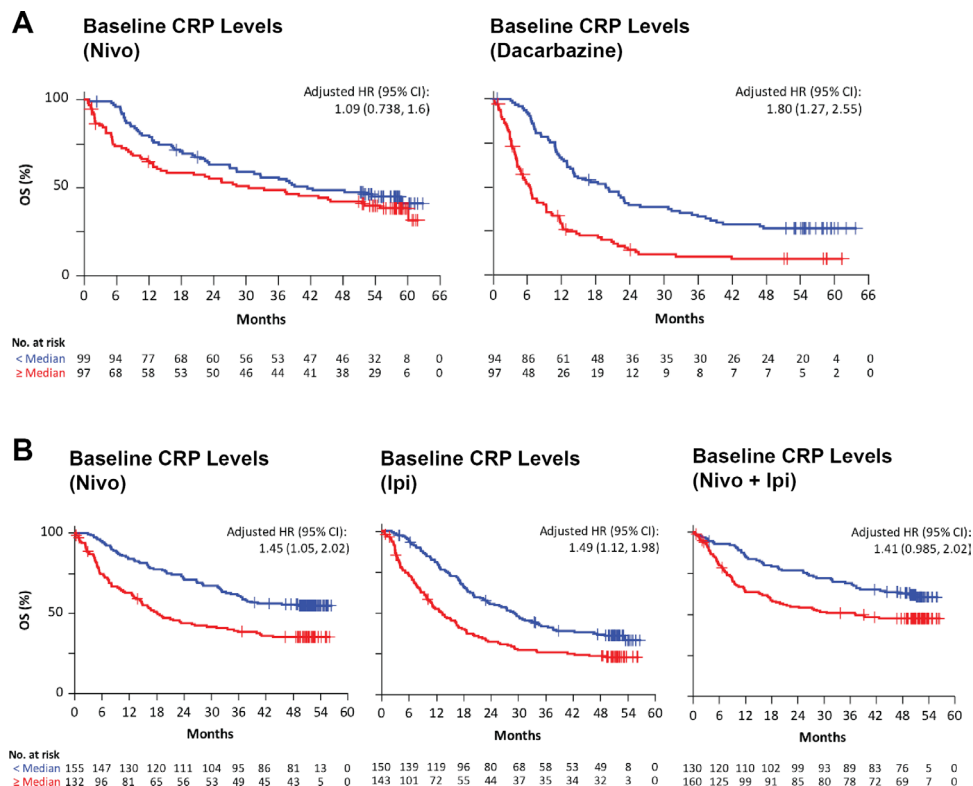 A
Baseline CRP Levels
(Nivo)
Adjusted HR (95% CI):
1.09 (0.738, 1.6)
OS (%)
100
50
0
0 6 12 18 24 30 36 42 48 54 60 66
Months
Baseline CRP Levels
(Dacarbazine)
Adjusted HR (95% CI):
1.80 (1.27, 2.55)
0 6 12 18 24 30 36 42 48 54 60 66
Months
No. at risk
< Median 99 94 77 68 60 56 53 47 46 32 8 0
≥ Median 97 68 58 53 50 46 44 41 38 29 6 0
94 86 61 48 36 35 30 26 24 20 4 0
97 48 26 19 12 9 8 7 7 5 2 0
B
Baseline CRP Levels
(Nivo)
Adjusted HR (95% CI):
1.45 (1.05, 2.02)
OS (%)
100
50
0
0 6 12 18 24 30 36 42 48 54 60
Months
Baseline CRP Levels
(Ipi)
Adjusted HR (95% CI):
1.49 (1.12, 1.98)
0 6 12 18 24 30 36 42 48 54 60
Months
Baseline CRP Levels
(Nivo + Ipi)
Adjusted HR (95% CI):
1.41 (0.985, 2.02)
0 6 12 18 24 30 36 42 48 54 60
Months
No. at risk
< Median 155 147 130 120 111 104 95 86 81 13 0
≥ Median 132 96 81 65 56 53 49 45 43 5 0
150 139 119 96 80 68 58 53 49 8 0
143 101 72 55 44 37 35 34 32 3 0
130 120 110 102 99 93 89 83 76 5 0
160 125 99 91 85 80 78 72 69 7 0